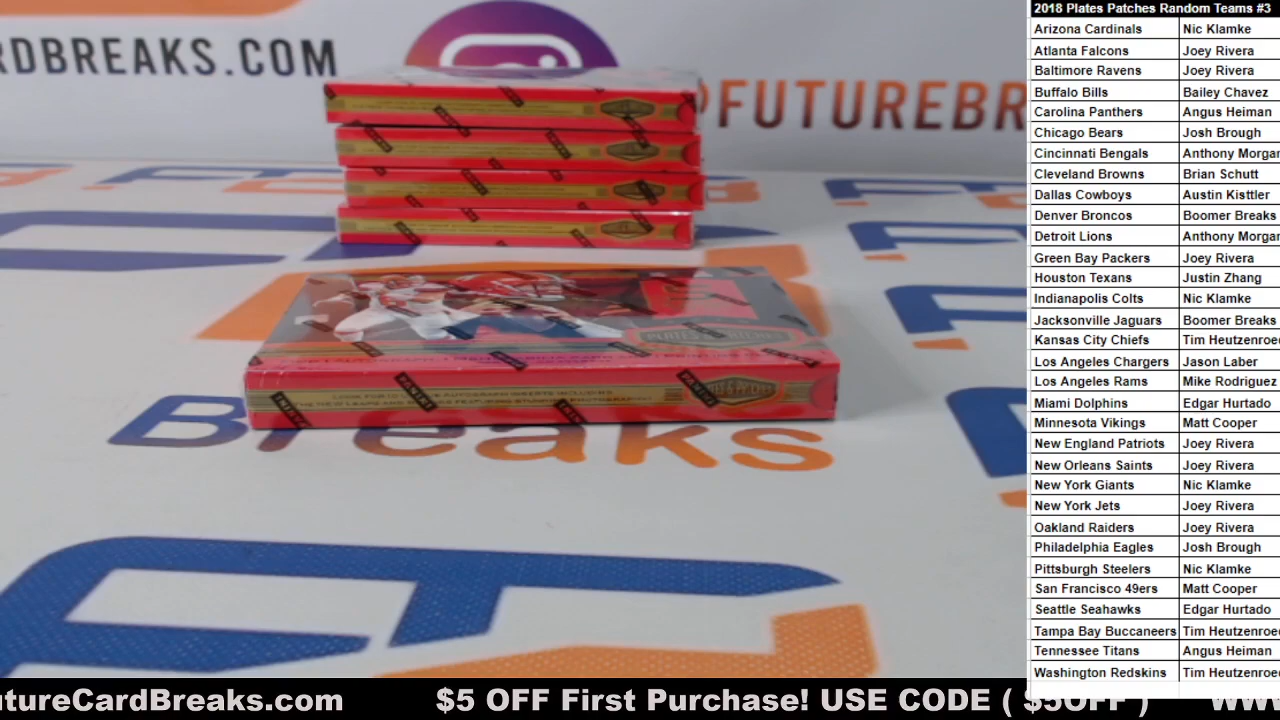 RDBREAKS.COM
@FUTUREBR
PLATES & PATCHES
PANINI
Breaks
2018 Plates Patches Random Teams #3
Arizona Cardinals Nic Klamke
Atlanta Falcons Joey Rivera
Baltimore Ravens Joey Rivera
Buffalo Bills Bailey Chavez
Carolina Panthers Angus Heiman
Chicago Bears Josh Brough
Cincinnati Bengals Anthony Morgan
Cleveland Browns Brian Schutt
Dallas Cowboys Austin Kisttler
Denver Broncos Boomer Breaks
Detroit Lions Anthony Morgan
Green Bay Packers Joey Rivera
Houston Texans Justin Zhang
Indianapolis Colts Nic Klamke
Jacksonville Jaguars Boomer Breaks
Kansas City Chiefs Tim Heutzenroe
Los Angeles Chargers Jason Laber
Los Angeles Rams Mike Rodriguez
Miami Dolphins Edgar Hurtado
Minnesota Vikings Matt Cooper
New England Patriots Joey Rivera
New Orleans Saints Joey Rivera
New York Giants Nic Klamke
New York Jets Joey Rivera
Oakland Raiders Joey Rivera
Philadelphia Eagles Josh Brough
Pittsburgh Steelers Nic Klamke
San Francisco 49ers Matt Cooper
Seattle Seahawks Edgar Hurtado
Tampa Bay Buccaneers Tim Heutzenroe
Tennessee Titans Angus Heiman
Washington Redskins Tim Heutzenroe
utureCardBreaks.com $5 OFF First Purchase! USE CODE ( $5OFF ) www